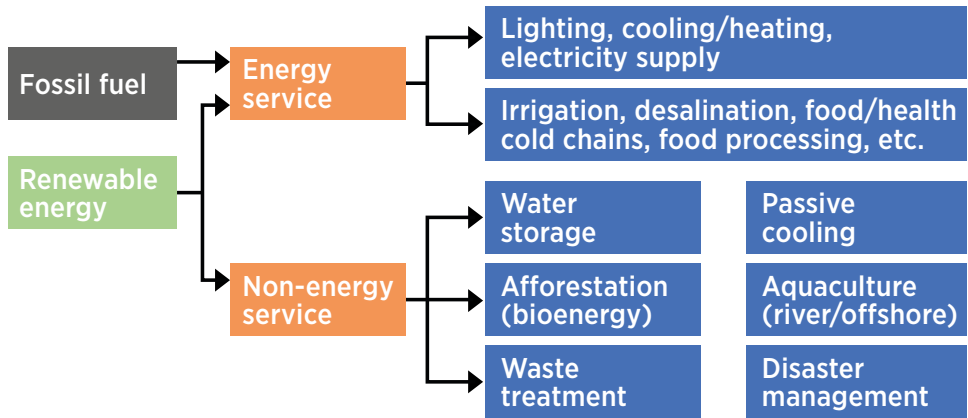 Fossil fuel
Renewable
energy
Energy
service
Non-energy
service
Lighting, cooling/heating,
electricity supply
Irrigation, desalination, food/health
cold chains, food processing, etc.
Water
storage
Passive
cooling
Afforestation
(bioenergy)
Aquaculture
(river/offshore)
Waste
treatment
Disaster
management